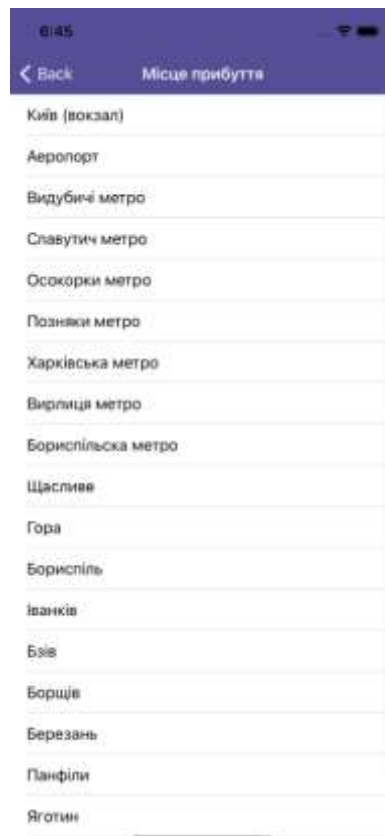 6:45
Back
Місце прибуття
Київ (вокзал)
Аеропорт
Видубичі метро
Славутич метро
Осокорки метро
Позняки метро
Харківська метро
Вирлиця метро
Бориспільска метро
Щасливе
Гора
Бориспіль
Іванків
Бзів
Борщів
Березань
Панфіли
Яготин